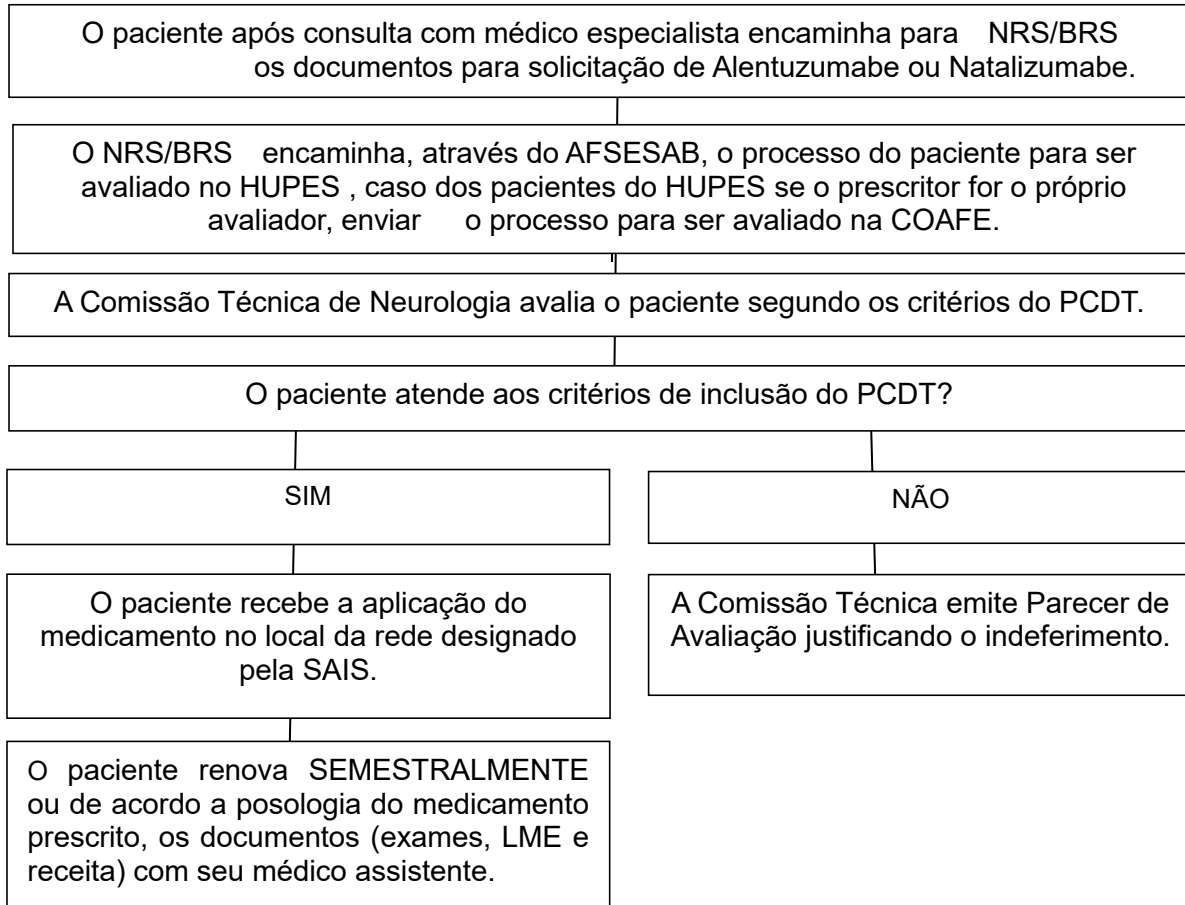 O paciente após consulta com médico especialista encaminha para NRS/BRS
os documentos para solicitação de Alentuzumabe ou Natalizumabe.
O NRS/BRS encaminha, através do AFSESAB, o processo do paciente para ser
avaliado no HUPES , caso dos pacientes do HUPES se o prescritor for o próprio
avaliador, enviar o processo para ser avaliado na COAFE.
A Comissão Técnica de Neurologia avalia o paciente segundo os critérios do PCDT.
O paciente atende aos critérios de inclusão do PCDT?
SIM
NÃO
O paciente recebe a aplicação do
medicamento no local da rede designado
pela SAIS.
A Comissão Técnica emite Parecer de
Avaliação justificando o indeferimento.
O paciente renova SEMESTRALMENTE
ou de acordo a posologia do medicamento
prescrito, os documentos (exames, LME e
receita) com seu médico assistente.